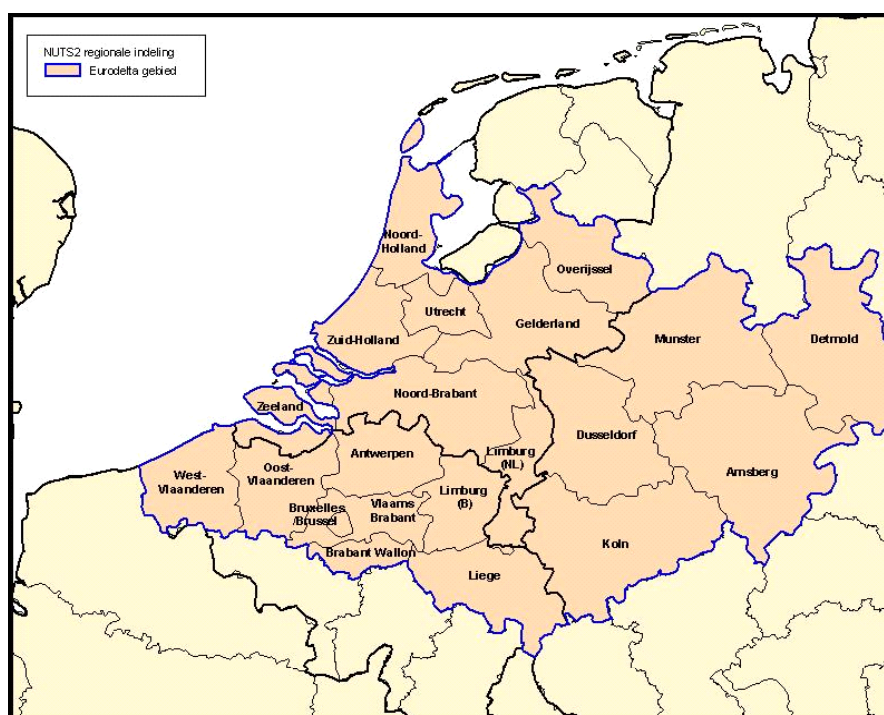 NUTS2 regionale indeling
Eurodelta gebied
Noord-
Holland
Overijssel
Utrecht
Gelderland
Zuid-Holland
Munster
Detmold
Noord-Brabant
Zeeland
Dusseldorf
Limburg
(NL)
Antwerpen
Arnsberg
West-
Vlaanderen
Oost-
Vlaanderen
Limburg
(B)
Bruxelles
/Brussel
Vlaams
Brabant
Koln
Brabant Wallon
Liege